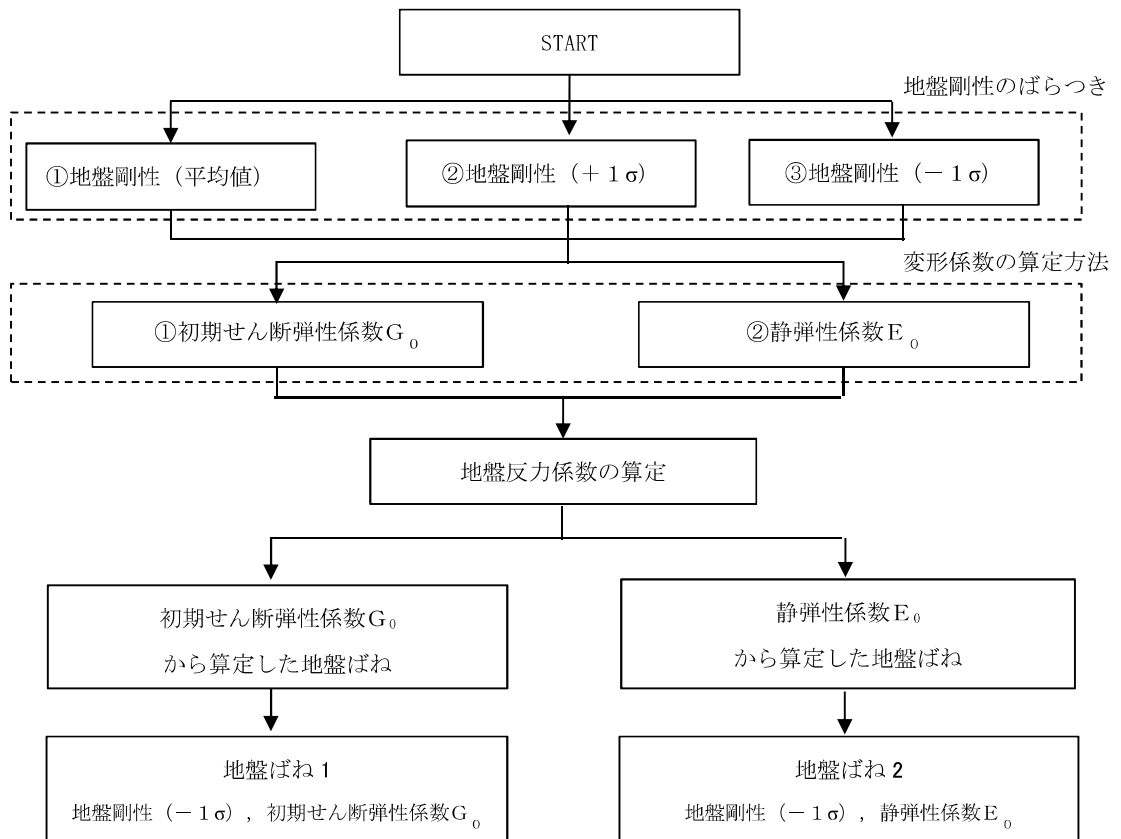 START
地盤剛性のばらつき
①地盤剛性（平均値）
②地盤剛性（＋１σ）
③地盤剛性（－１σ）
変形係数の算定方法
①初期せん断弾性係数Ｇ₀
②静弾性係数Ｅ₀
地盤反力係数の算定
初期せん断弾性係数Ｇ₀
から算定した地盤ばね
静弾性係数Ｅ₀
から算定した地盤ばね
地盤ばね１
地盤剛性（－１σ）, 初期せん断弾性係数Ｇ₀
地盤ばね２
地盤剛性（－１σ）, 静弾性係数Ｅ₀